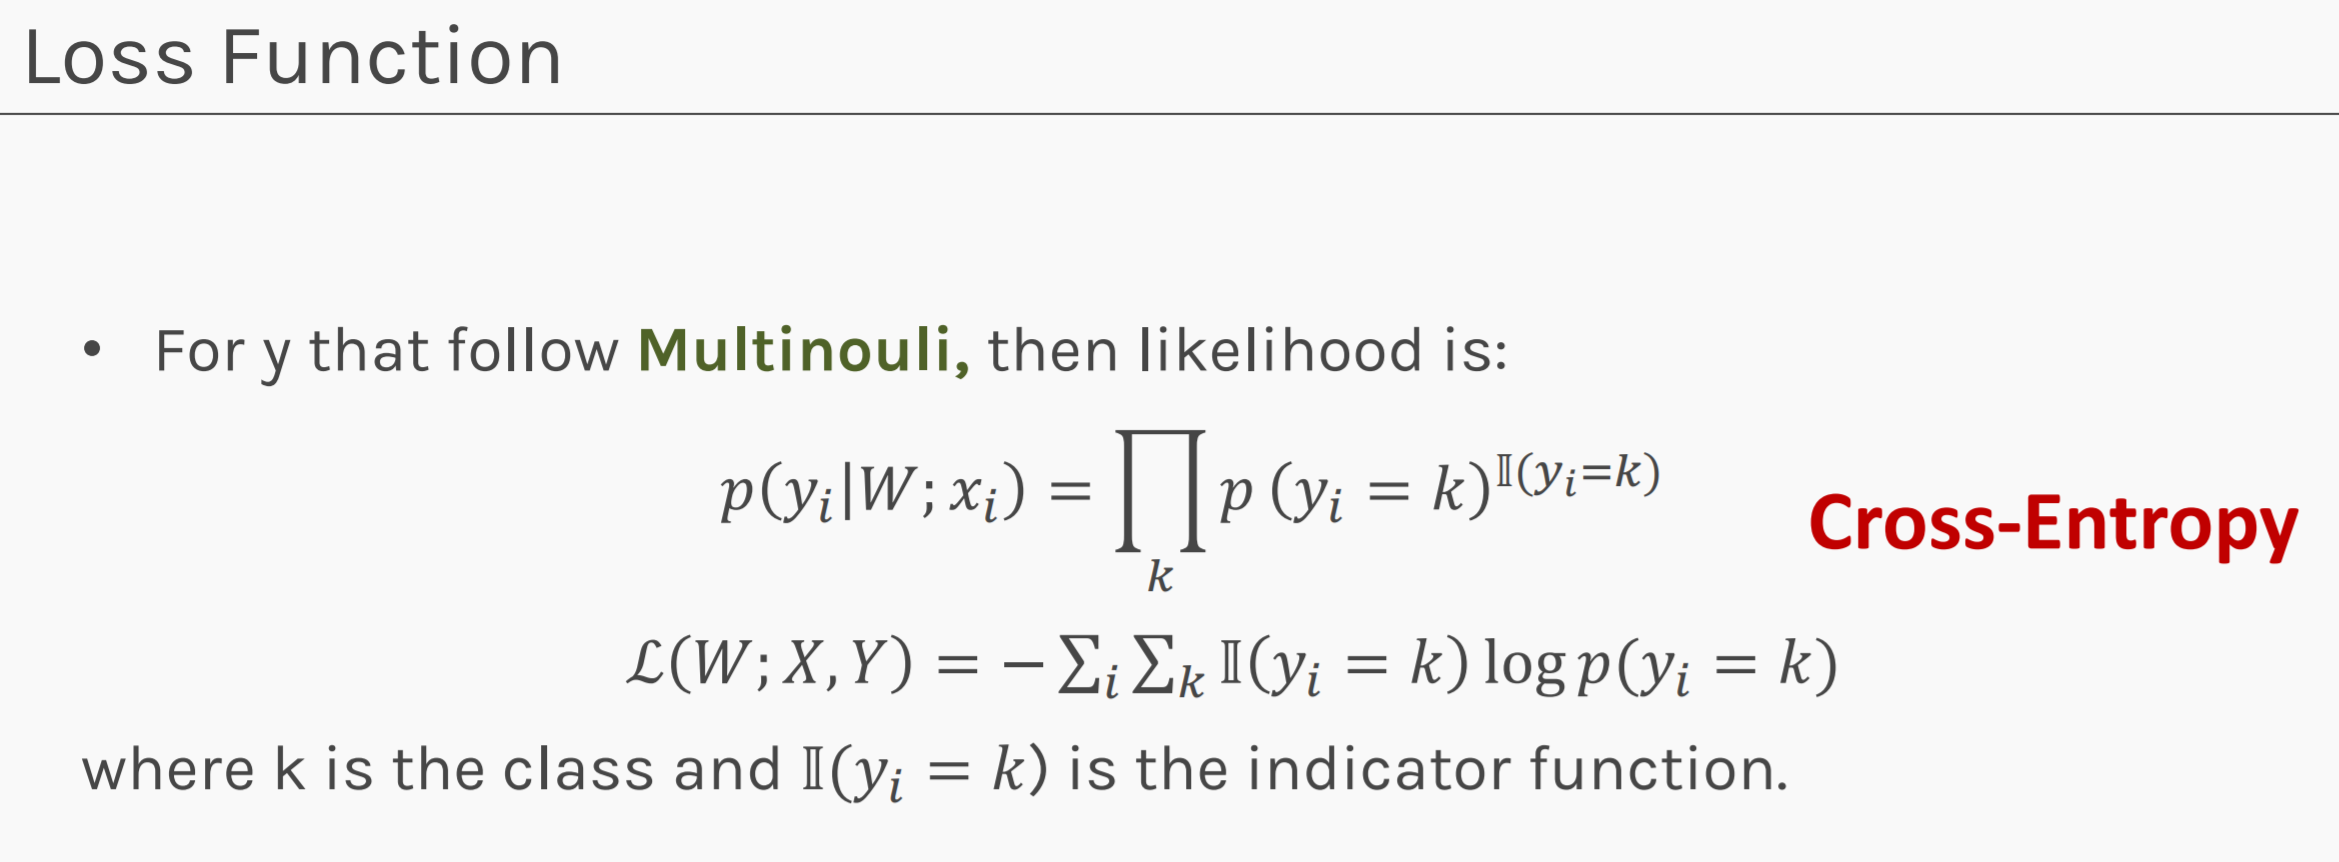 Loss Function
• For y that follow Multinouli, then likelihood is:
p(y_i|W; x_i) = ∏_k p (y_i = k)^{𝕀(y_i=k)}
Cross-Entropy
ℒ(W; X, Y) = − ∑_i ∑_k 𝕀(y_i = k) log p(y_i = k)
where k is the class and 𝕀(y_i = k) is the indicator function.